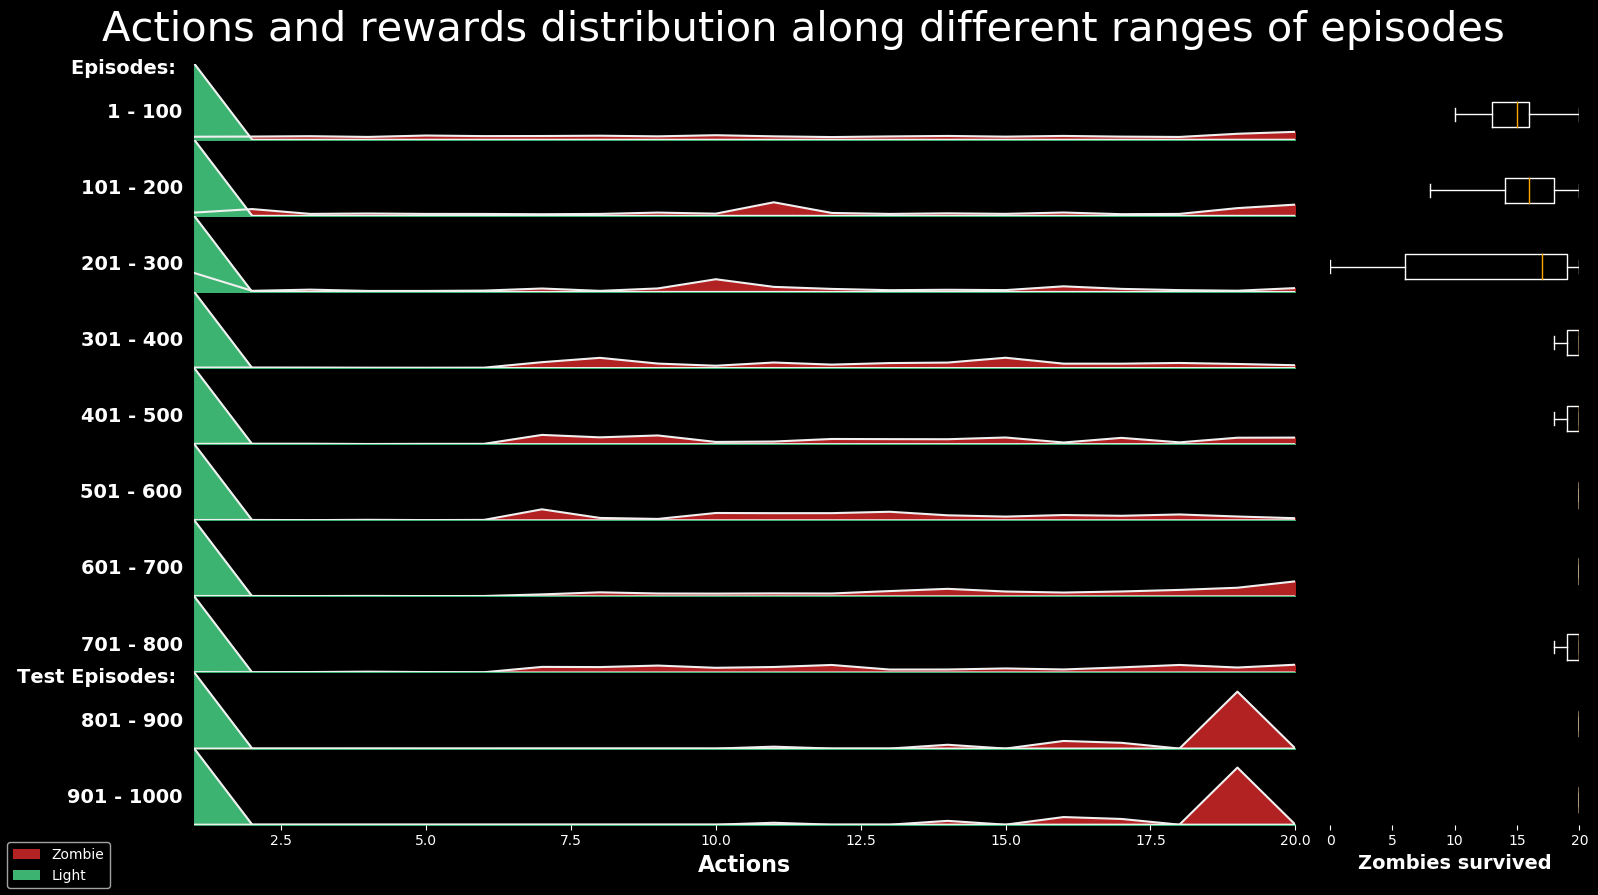 Actions and rewards distribution along different ranges of episodes
Episodes:
1 - 100
101 - 200
201 - 300
301 - 400
401 - 500
501 - 600
601 - 700
701 - 800
Test Episodes:
801 - 900
901 - 1000
2.5 5.0 7.5 10.0 12.5 15.0 17.5 20.0
Actions
0 5 10 15 20
Zombies survived
Zombie
Light